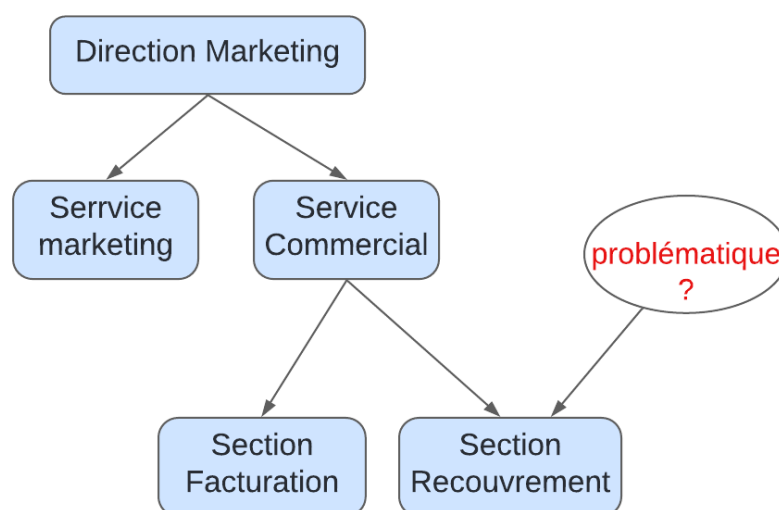 Direction Marketing
Serrvice
marketing
Service
Commercial
problématique
?
Section
Facturation
Section
Recouvrement